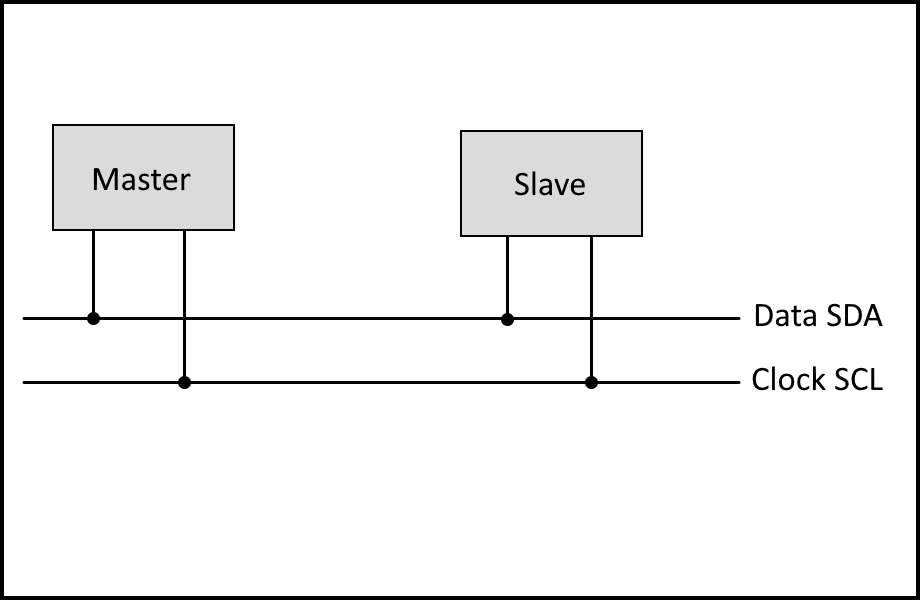 Master
Slave
Data SDA
Clock SCL